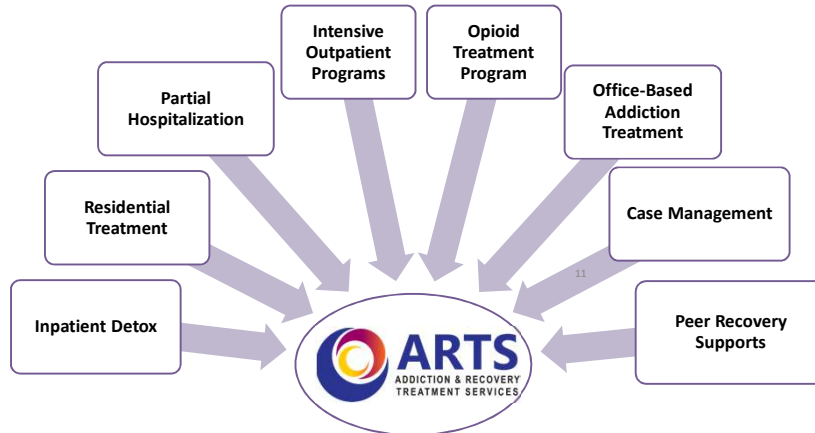 Intensive
Outpatient
Programs
Opioid
Treatment
Program
Partial
Hospitalization
Office-Based
Addiction
Treatment
Residential
Treatment
Case Management
11
Inpatient Detox
Peer Recovery
Supports
ARTS
ADDICTION & RECOVERY
TREATMENT SERVICES